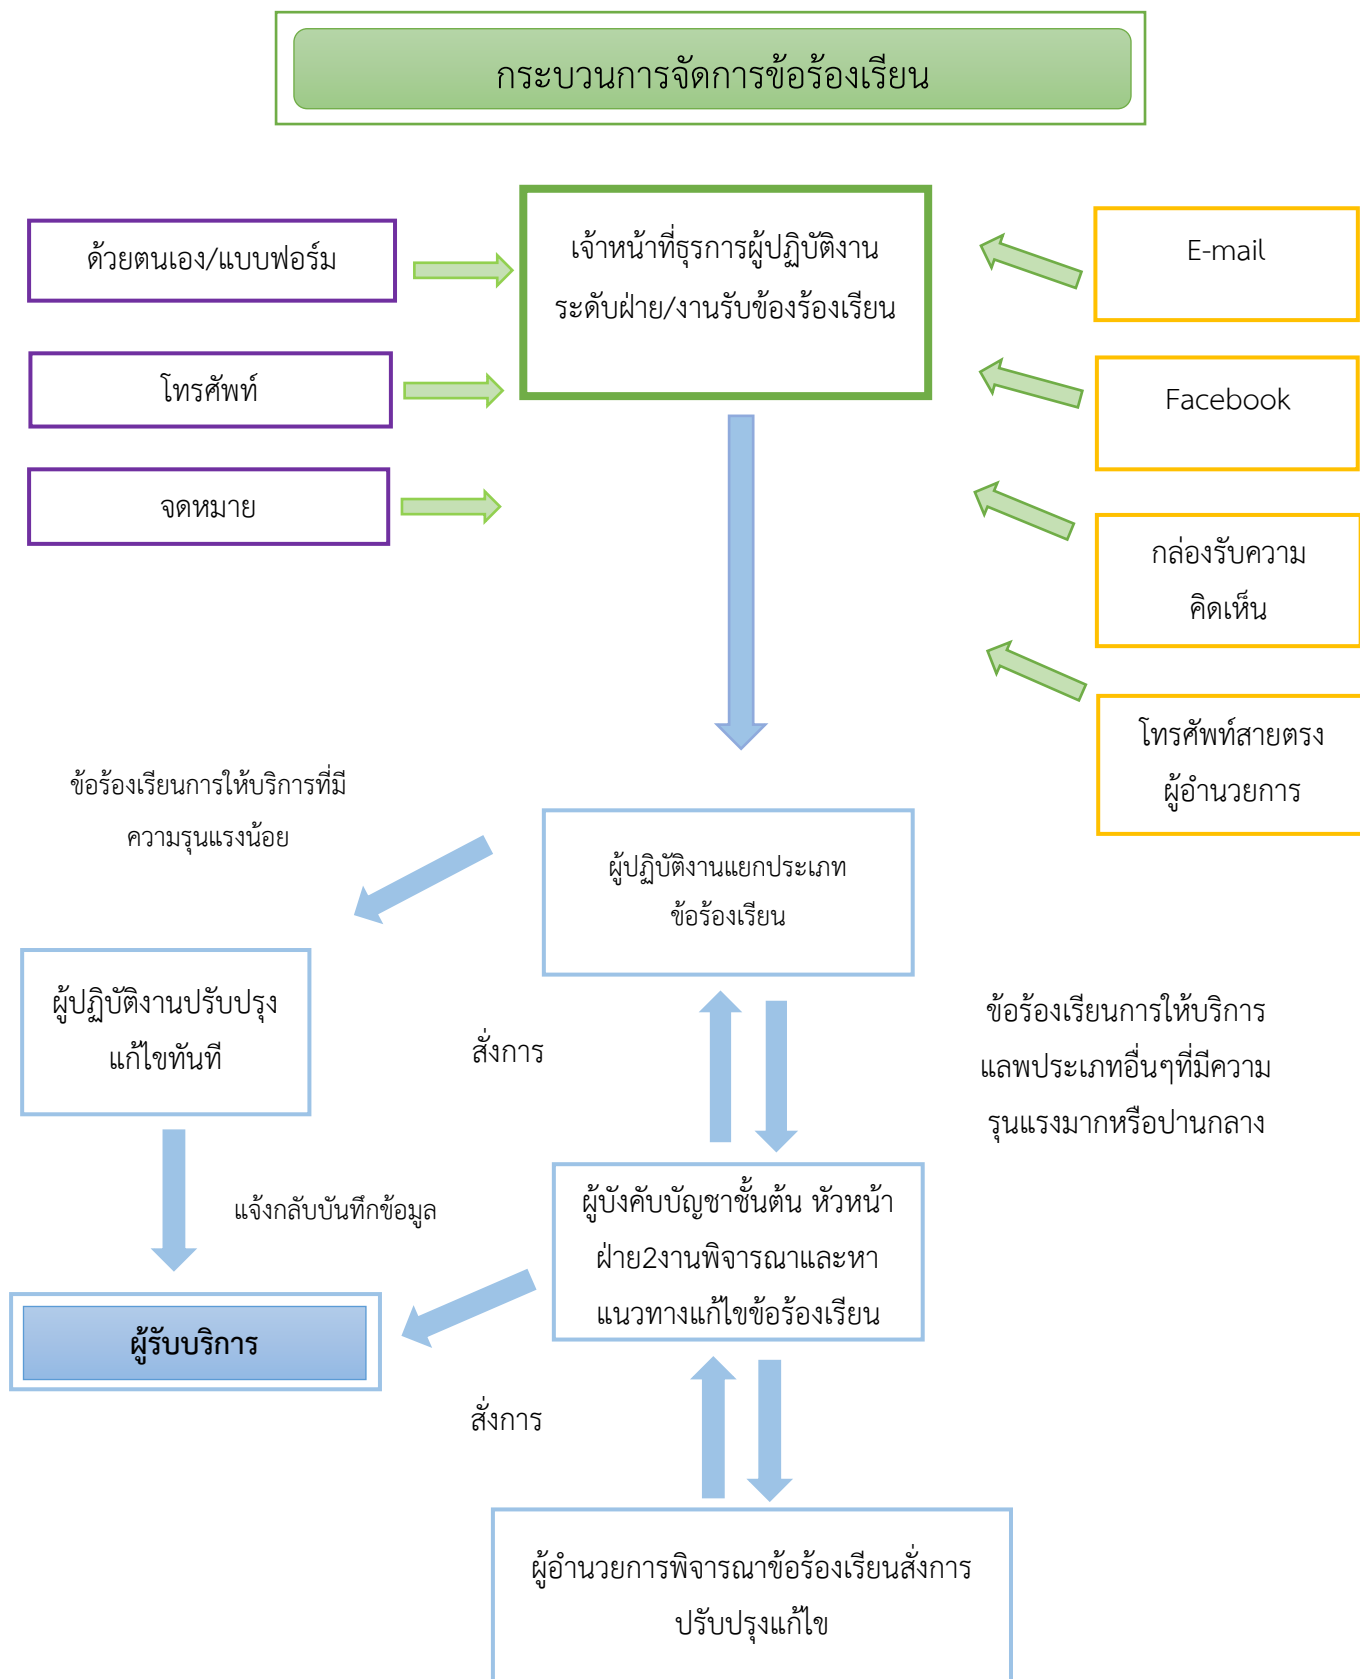 กระบวนการจัดการข้อร้องเรียน
ด้วยตนเอง/แบบฟอร์ม
โทรศัพท์
จดหมาย
เจ้าหน้าที่ธุรการผู้ปฏิบัติงาน
ระดับฝ่าย/งานรับข้องร้องเรียน
E-mail
Facebook
กล่องรับความ
คิดเห็น
โทรศัพท์สายตรง
ผู้อำนวยการ
ข้อร้องเรียนการให้บริการที่มี
ความรุนแรงน้อย
ผู้ปฏิบัติงานแยกประเภท
ข้อร้องเรียน
ผู้ปฏิบัติงานปรับปรุง
แก้ไขทันที
สั่งการ
ข้อร้องเรียนการให้บริการ
แลพประเภทอื่นๆที่มีความ
รุนแรงมากหรือปานกลาง
แจ้งกลับบันทึกข้อมูล
ผู้บังคับบัญชาชั้นต้น หัวหน้า
ฝ่าย2งานพิจารณาและหา
แนวทางแก้ไขข้อร้องเรียน
ผู้รับบริการ
สั่งการ
ผู้อำนวยการพิจารณาข้อร้องเรียนสั่งการ
ปรับปรุงแก้ไข